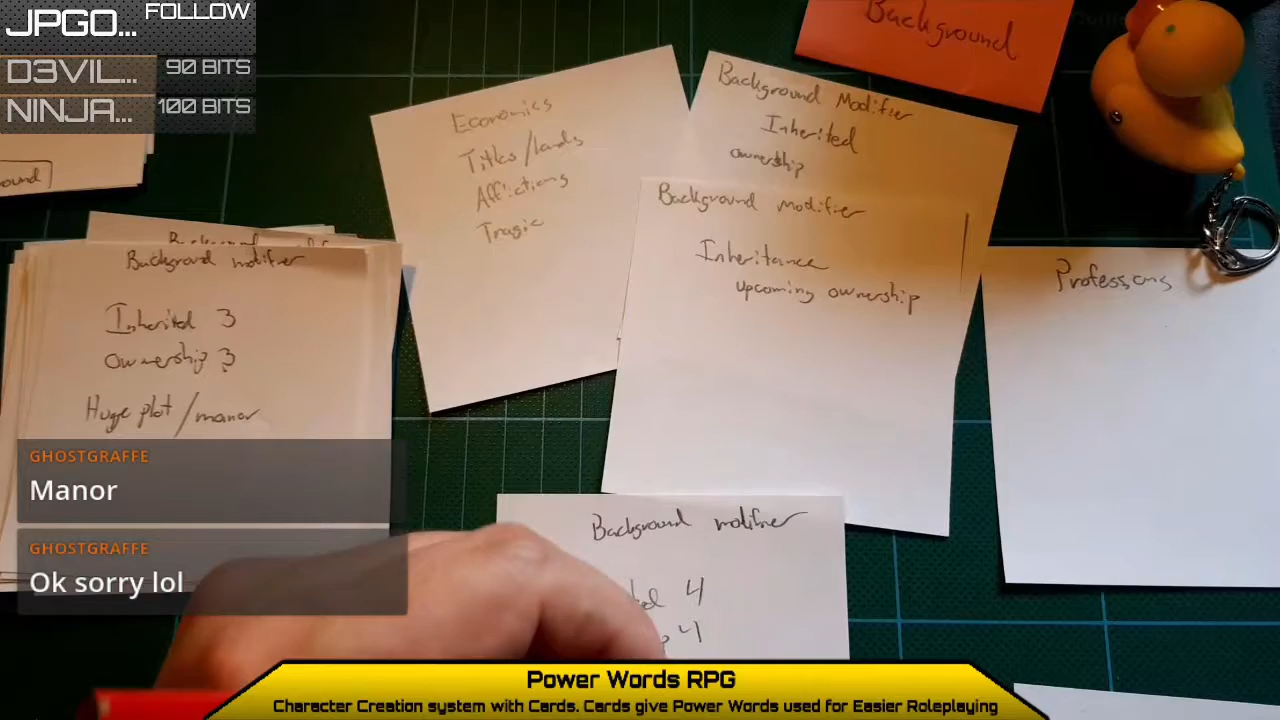 JPGO...
FOLLOW
D3VIL...
90 BITS
NINJA...
100 BITS
ound
Background
Economics
Titles/lands
Afflictions
Tragic
Background Modifier
Inherited
ownership
Background modifier
Inheritance
upcoming ownership
Professions
Background modifier
Inherited 3
ownership 3
Huge plot/manor
GHOSTGRAFFE
Manor
GHOSTGRAFFE
Ok sorry lol
Background modifier
ed 4
p 4
Power Words RPG
Character Creation system with Cards. Cards give Power Words used for Easier Roleplaying